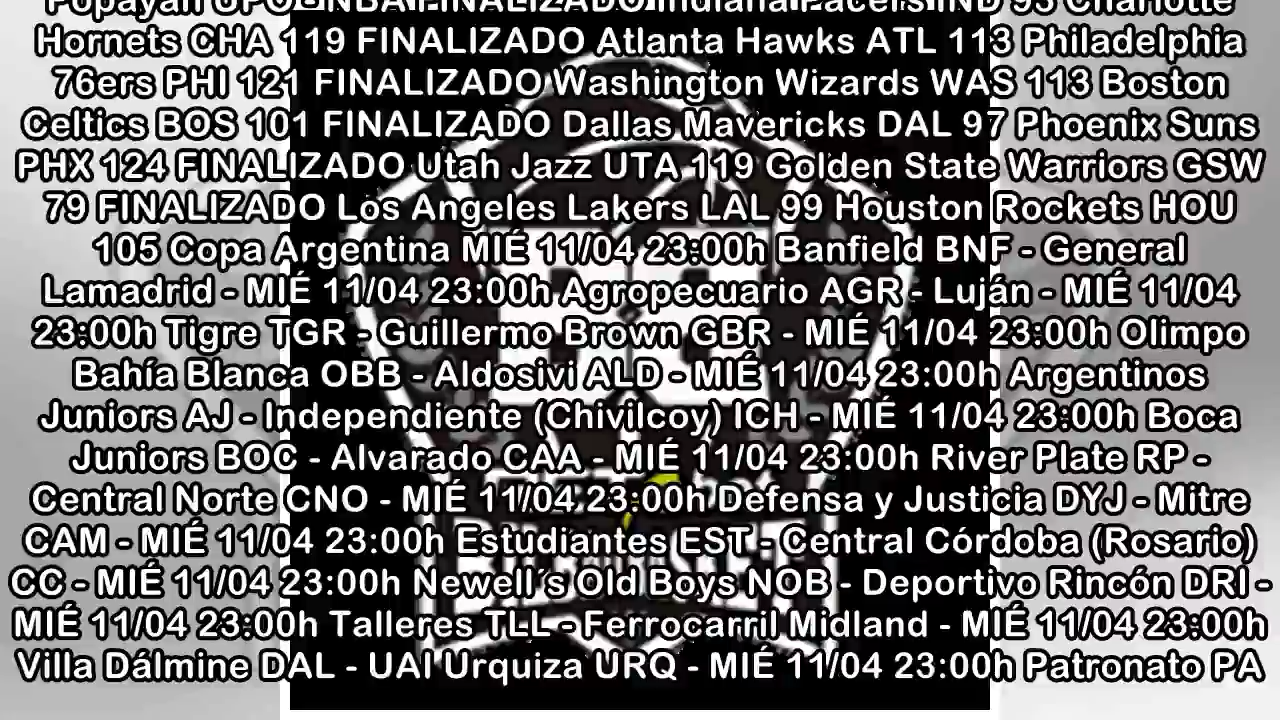 Popayán UPO - NBA FINALIZADO Indiana Pacers IND 93 Charlotte
Hornets CHA 119 FINALIZADO Atlanta Hawks ATL 113 Philadelphia
76ers PHI 121 FINALIZADO Washington Wizards WAS 113 Boston
Celtics BOS 101 FINALIZADO Dallas Mavericks DAL 97 Phoenix Suns
PHX 124 FINALIZADO Utah Jazz UTA 119 Golden State Warriors GSW
79 FINALIZADO Los Angeles Lakers LAL 99 Houston Rockets HOU
105 Copa Argentina MIÉ 11/04 23:00h Banfield BNF - General
Lamadrid - MIÉ 11/04 23:00h Agropecuario AGR - Luján - MIÉ 11/04
23:00h Tigre TGR - Guillermo Brown GBR - MIÉ 11/04 23:00h Olimpo
Bahía Blanca OBB - Aldosivi ALD - MIÉ 11/04 23:00h Argentinos
Juniors AJ - Independiente (Chivilcoy) ICH - MIÉ 11/04 23:00h Boca
Juniors BOC - Alvarado CAA - MIÉ 11/04 23:00h River Plate RP -
Central Norte CNO - MIÉ 11/04 23:00h Defensa y Justicia DYJ - Mitre
CAM - MIÉ 11/04 23:00h Estudiantes EST - Central Córdoba (Rosario)
CC - MIÉ 11/04 23:00h Newell´s Old Boys NOB - Deportivo Rincón DRI -
MIÉ 11/04 23:00h Talleres TLL - Ferrocarril Midland - MIÉ 11/04 23:00h
Villa Dálmine DAL - UAI Urquiza URQ - MIÉ 11/04 23:00h Patronato PA